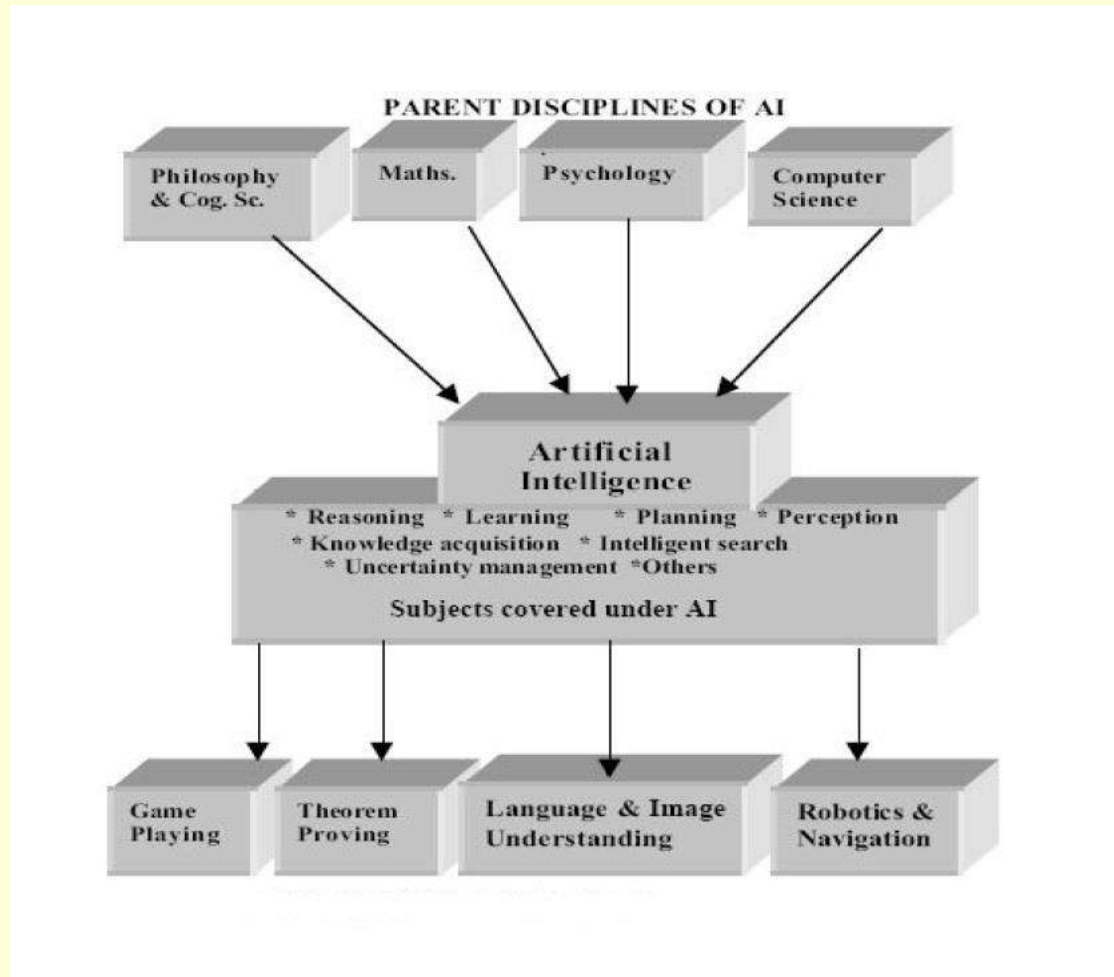 PARENT DISCIPLINES OF AI
Philosophy
& Cog. Sc.
Maths.
Psychology
Computer
Science
Artificial
Intelligence
* Reasoning * Learning * Planning * Perception
* Knowledge acquisition * Intelligent search
* Uncertainty management *Others
Subjects covered under AI
Game
Playing
Theorem
Proving
Language & Image
Understanding
Robotics &
Navigation